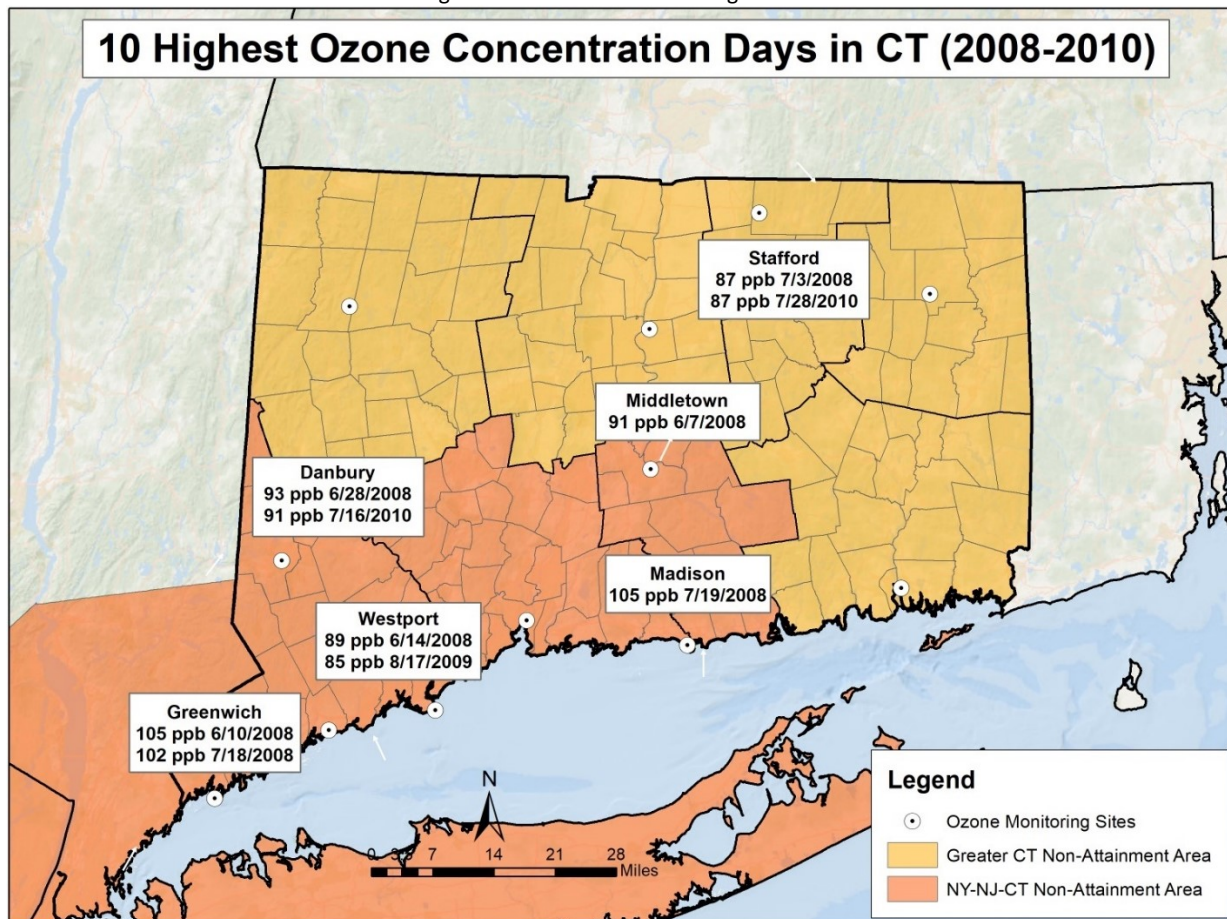 10 Highest Ozone Concentration Days in CT (2008-2010)
Stafford
87 ppb 7/3/2008
87 ppb 7/28/2010
Middletown
91 ppb 6/7/2008
Danbury
93 ppb 6/28/2008
91 ppb 7/16/2010
Madison
105 ppb 7/19/2008
Westport
89 ppb 6/14/2008
85 ppb 8/17/2009
Greenwich
105 ppb 6/10/2008
102 ppb 7/18/2008
N
0 7 14 21 28
Miles
Legend
Ozone Monitoring Sites
Greater CT Non-Attainment Area
NY-NJ-CT Non-Attainment Area